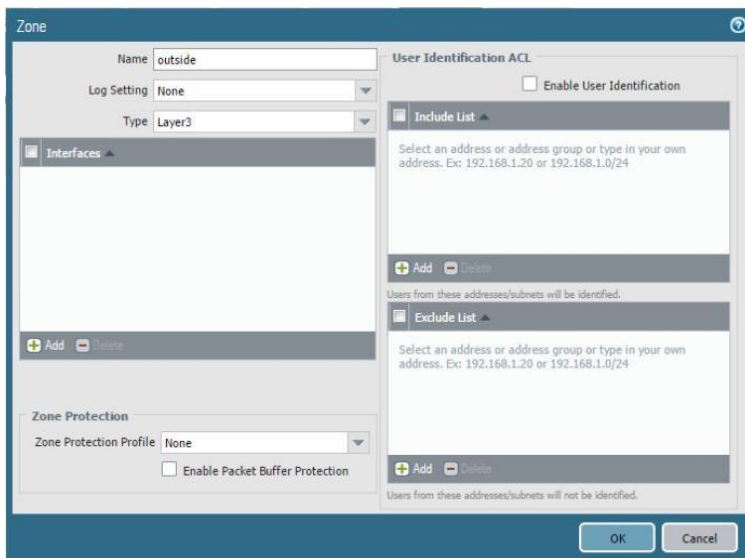 Zone
Name outside
Log Setting None
Type Layer3
Interfaces
Add Delete
Zone Protection
Zone Protection Profile None
Enable Packet Buffer Protection
User Identification ACL
Enable User Identification
Include List
Select an address or address group or type in your own
address. Ex: 192.168.1.20 or 192.168.1.0/24
Add Delete
Users from these addresses/subnets will be identified.
Exclude List
Select an address or address group or type in your own
address. Ex: 192.168.1.20 or 192.168.1.0/24
Add Delete
Users from these addresses/subnets will not be identified.
OK Cancel